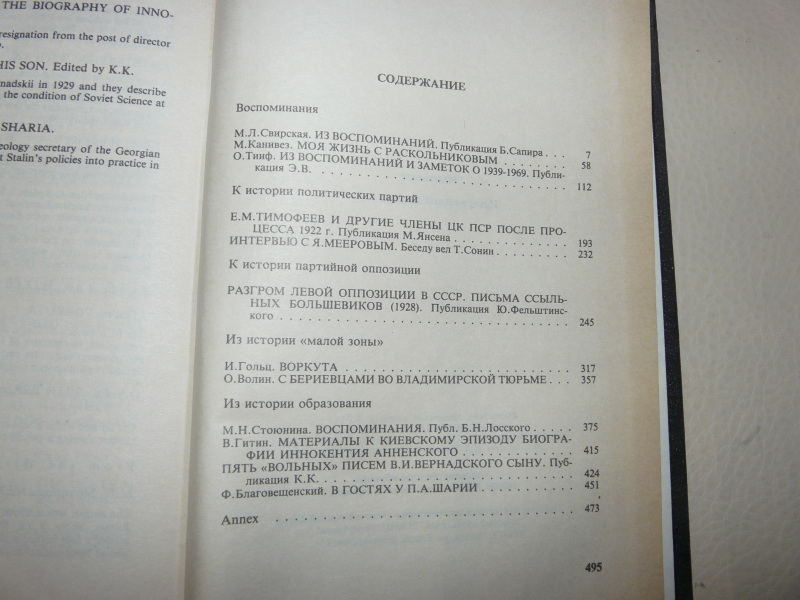 THE BIOGRAPHY OF INNO-
resignation from the post of director
HIS SON. Edited by K.K.
nadskii in 1929 and they describe
the condition of Soviet Science at
SHARIA.
eology secretary of the Georgian
t Stalin's policies into practice in
СОДЕРЖАНИЕ
Воспоминания
М.Л.Свирская. ИЗ ВОСПОМИНАНИЙ. Публикация Б.Сапира . . . 7
М.Канивез. МОЯ ЖИЗНЬ С РАСКОЛЬНИКОВЫМ . . . . . . . . 58
О.Тииф. ИЗ ВОСПОМИНАНИЙ И ЗАМЕТОК О 1939-1969. Публи-
кация Э.В. . . . . . . . . . . . . . . . . . . . . . . . . 112
К истории политических партий
Е.М.ТИМОФЕЕВ И ДРУГИЕ ЧЛЕНЫ ЦК ПСР ПОСЛЕ ПРО-
ЦЕССА 1922 г. Публикация М.Янсена . . . . . . . . . . . . . 193
ИНТЕРВЬЮ С Я.МЕЕРОВЫМ. Беседу вел Т.Сонин . . . . . . . . . 232
К истории партийной оппозиции
РАЗГРОМ ЛЕВОЙ ОППОЗИЦИИ В СССР. ПИСЬМА ССЫЛЬ-
НЫХ БОЛЬШЕВИКОВ (1928). Публикация Ю.Фельштинс-
кого . . . . . . . . . . . . . . . . . . . . . . . . . . . . 245
Из истории «малой зоны»
И.Гольц. ВОРКУТА . . . . . . . . . . . . . . . . . . . . . . 317
О.Волин. С БЕРИЕВЦАМИ ВО ВЛАДИМИРСКОЙ ТЮРЬМЕ . . . 357
Из истории образования
М.Н.Стоюнина. ВОСПОМИНАНИЯ. Публ. Б.Н.Лосского . . . . . 375
В.Гитин. МАТЕРИАЛЫ К КИЕВСКОМУ ЭПИЗОДУ БИОГРА-
ФИИ ИННОКЕНТИЯ АННЕНСКОГО . . . . . . . . . . . . 415
ПЯТЬ «ВОЛЬНЫХ» ПИСЕМ В.И.ВЕРНАДСКОГО СЫНУ. Пуб-
ликация К.К. . . . . . . . . . . . . . . . . . . . . . . . . 424
Ф.Благовещенский. В ГОСТЯХ У П.А.ШАРИИ . . . . . . . . . . . 451
Annex . . . . . . . . . . . . . . . . . . . . . . . . . . . . 473
495